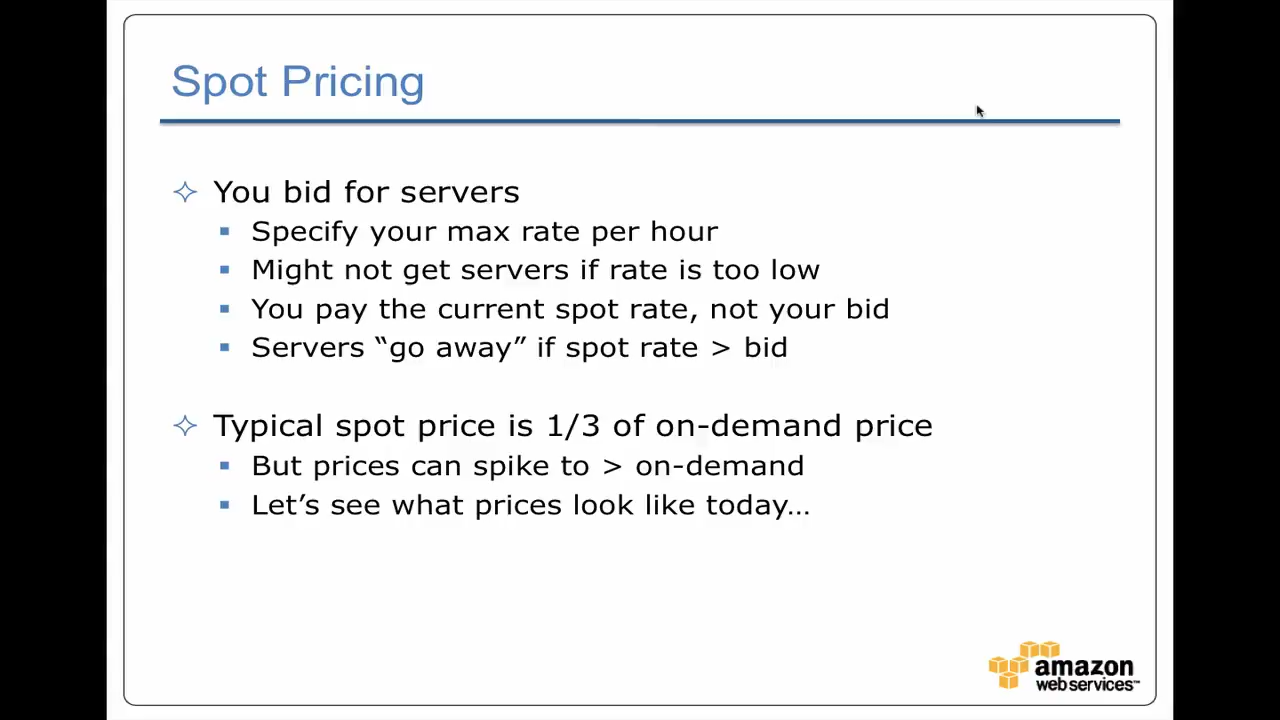 Spot Pricing
You bid for servers
Specify your max rate per hour
Might not get servers if rate is too low
You pay the current spot rate, not your bid
Servers “go away” if spot rate > bid
Typical spot price is 1/3 of on-demand price
But prices can spike to > on-demand
Let’s see what prices look like today…
amazon
webservices™